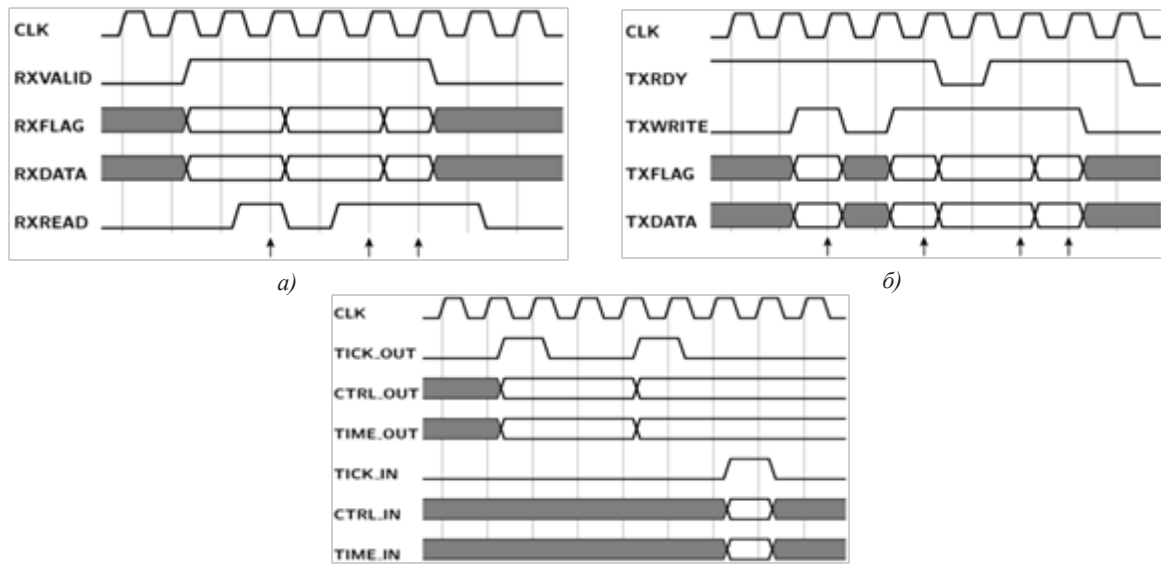 CLK
RXVALID
RXFLAG
RXDATA
RXREAD
а)
CLK
TXRDY
TXWRITE
TXFLAG
TXDATA
б)
CLK
TICK_OUT
CTRL_OUT
TIME_OUT
TICK_IN
CTRL_IN
TIME_IN